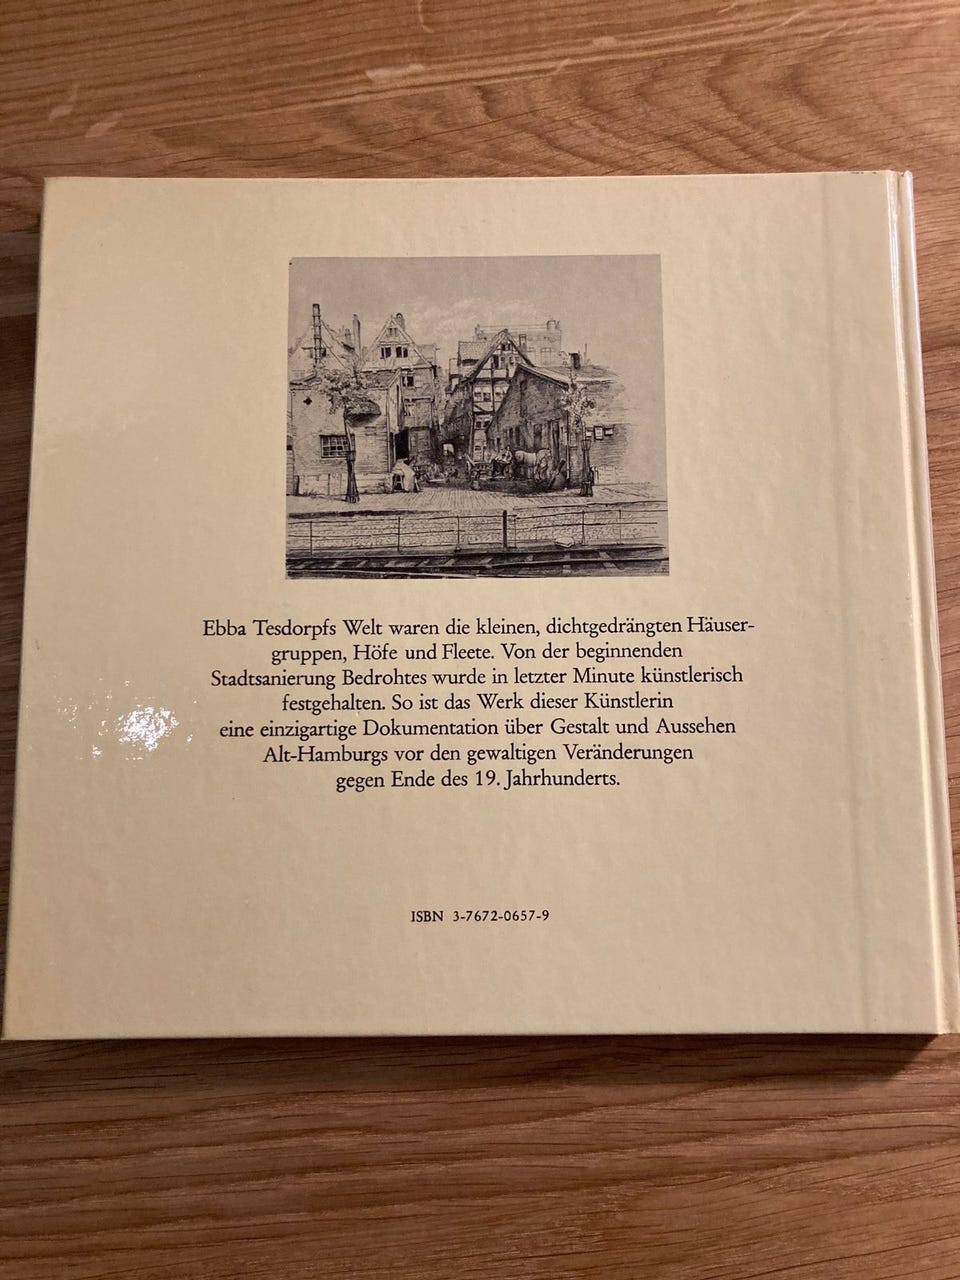 Ebba Tesdorpfs Welt waren die kleinen, dichtgedrängten Häuser-
gruppen, Höfe und Fleete. Von der beginnenden
Stadtsanierung Bedrohtes wurde in letzter Minute künstlerisch
festgehalten. So ist das Werk dieser Künstlerin
eine einzigartige Dokumentation über Gestalt und Aussehen
Alt-Hamburgs vor den gewaltigen Veränderungen
gegen Ende des 19. Jahrhunderts.
ISBN 3-7672-0657-9